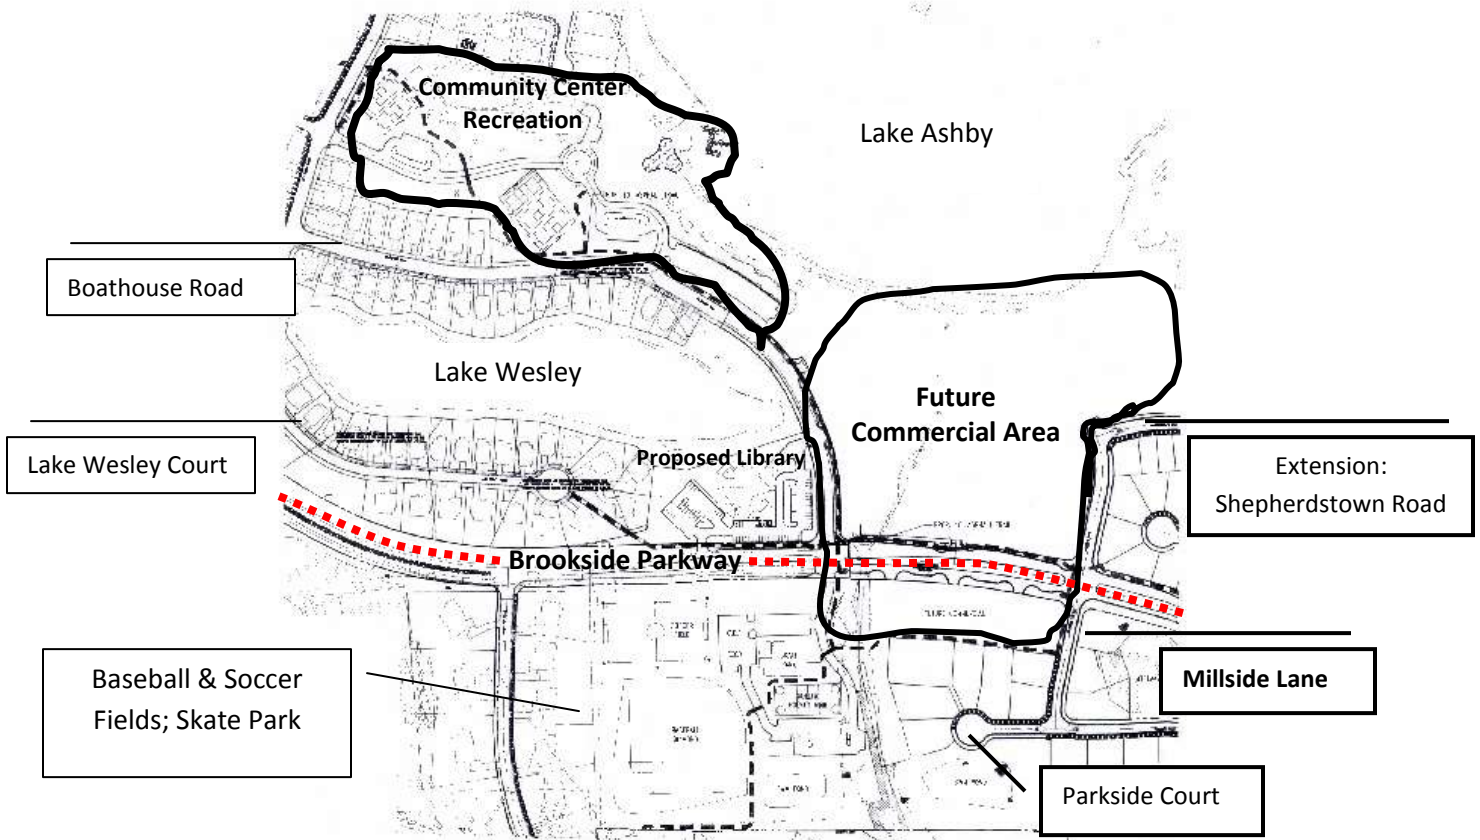 Community Center
Recreation
Lake Ashby
Boathouse Road
Lake Wesley
Future
Commercial Area
Lake Wesley Court
Proposed Library
Extension:
Shepherdstown Road
Brookside Parkway
Baseball & Soccer
Fields; Skate Park
Millside Lane
Parkside Court